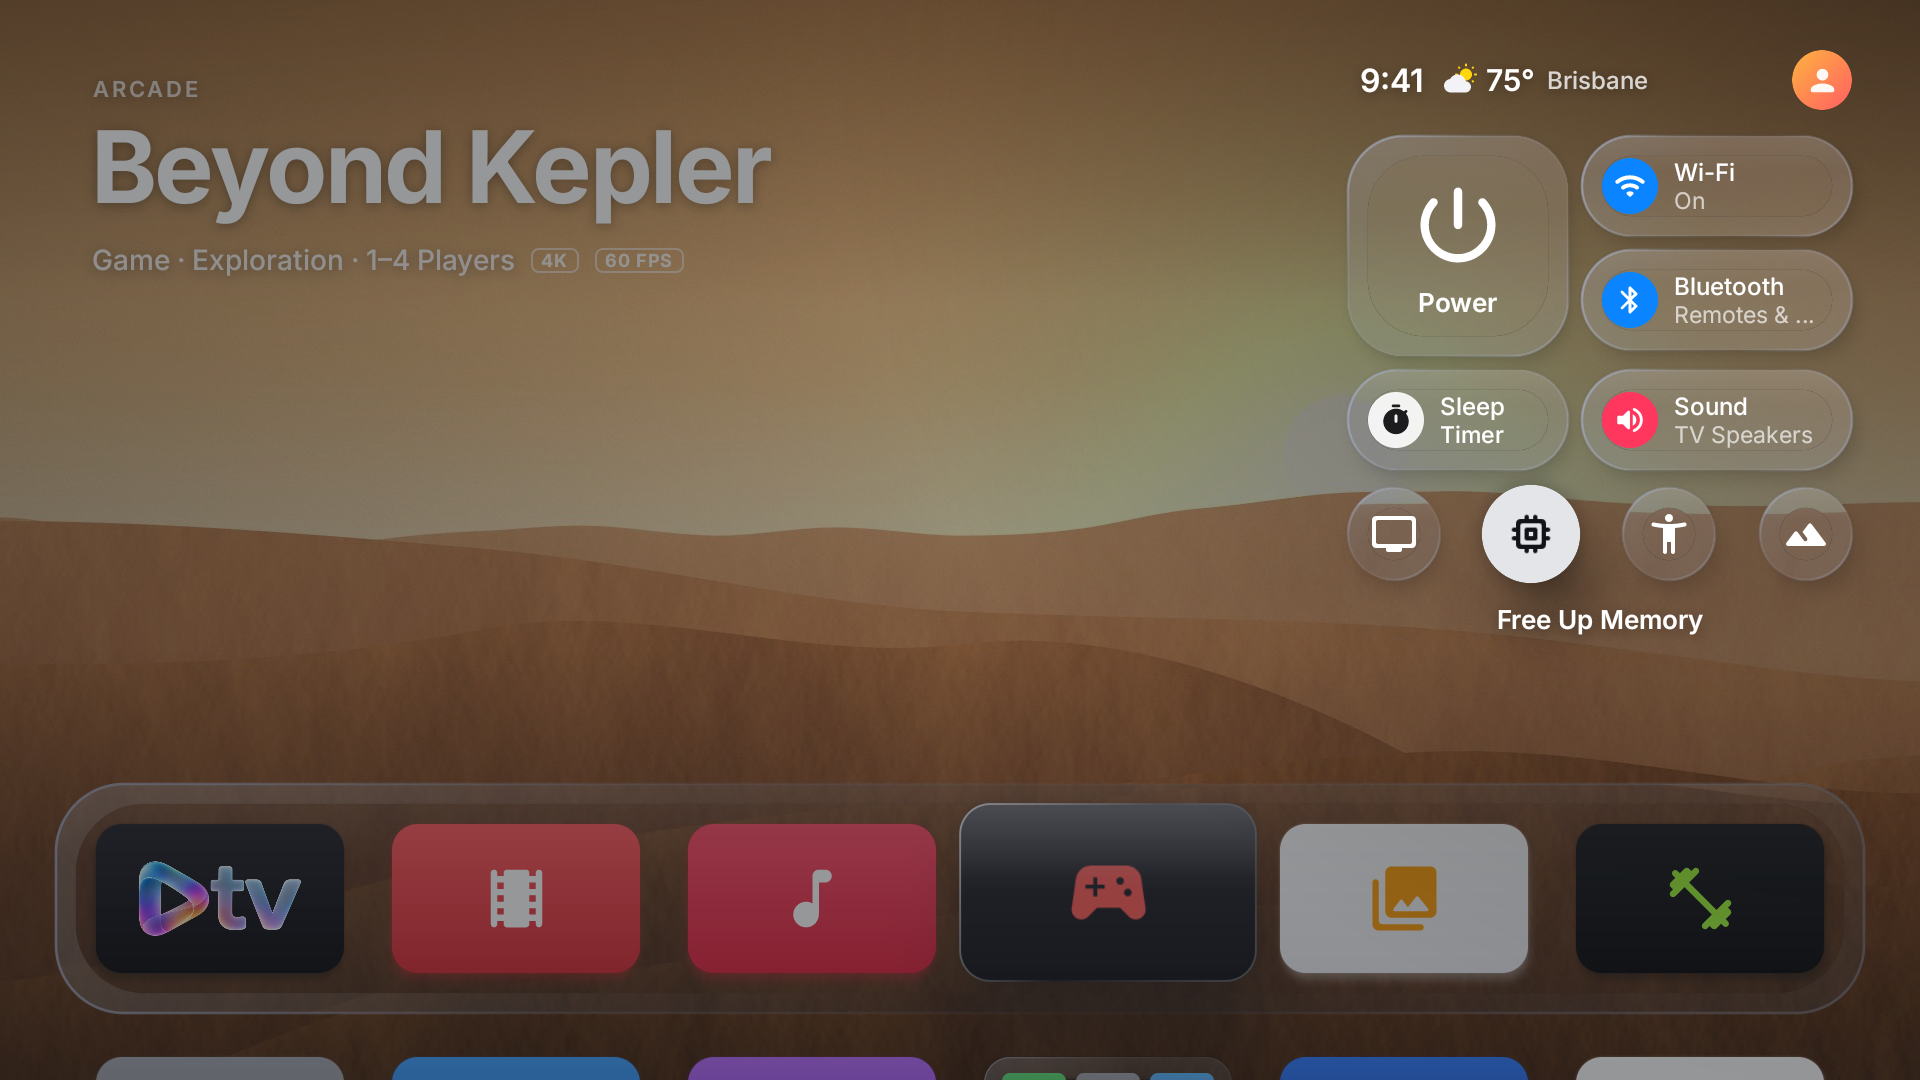 ARCADE
Beyond Kepler
Game · Exploration · 1–4 Players 4K 60 FPS
9:41 75° Brisbane
Power
Wi-Fi
On
Bluetooth
Remotes & ...
Sleep
Timer
Sound
TV Speakers
Free Up Memory
tv